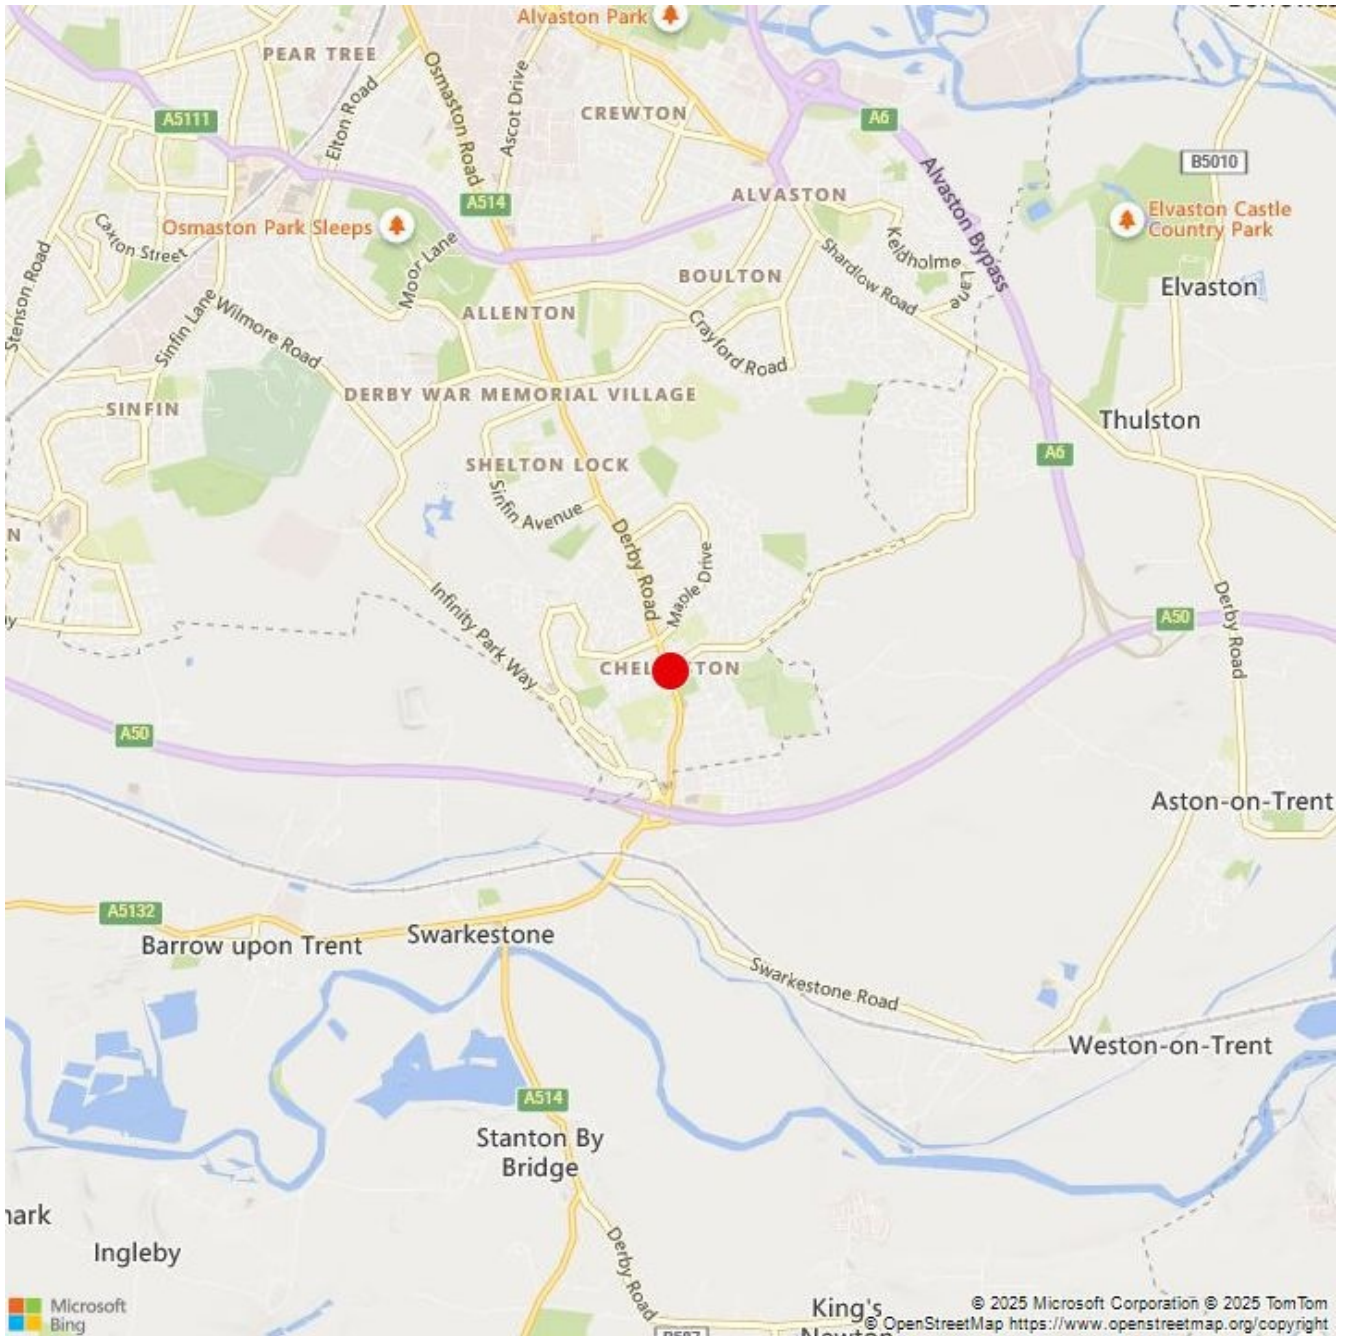 Alvaston Park
PEAR TREE
Osmaston Road
Ascot Drive
Elton Road
CREWTON
A5111
A6
Alvaston Bypass
B5010
A514
ALVASTON
Osmaston Park Sleeps
Elvaston Castle
Country Park
Caxton Street
Moor Lane
Keldholme Lane
Shardlow Road
BOULTON
Elvaston
Stenson Road
ALLENTON
Sinfin Lane
Wilmore Road
Crayford Road
DERBY WAR MEMORIAL VILLAGE
SINFIN
Thulston
A6
SHELTON LOCK
Sinfin Avenue
Derby Road
Maple Drive
N
Infinity Park Way
Derby Road
A50
CHEL
TON
A50
Aston-on-Trent
A5132
Barrow upon Trent
Swarkestone
Swarkestone Road
Weston-on-Trent
A514
Stanton By
Bridge
Ingleby
Derby Road
King's
Microsoft
Bing
© 2025 Microsoft Corporation © 2025 TomTom
© OpenStreetMap https://www.openstreetmap.org/copyright